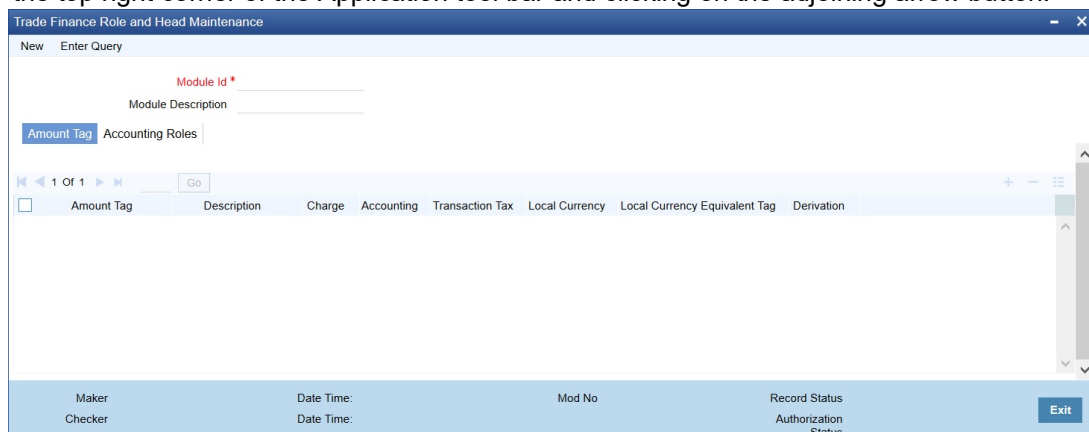 the top right corner of the Application tool bar and clicking on the adjoining arrow button.
Trade Finance Role and Head Maintenance
New Enter Query
Module Id *
Module Description
Amount Tag Accounting Roles
1 Of 1 Go
Amount Tag Description Charge Accounting Transaction Tax Local Currency Local Currency Equivalent Tag Derivation
Maker Date Time: Mod No Record Status
Exit
Checker Date Time: Authorization
Status